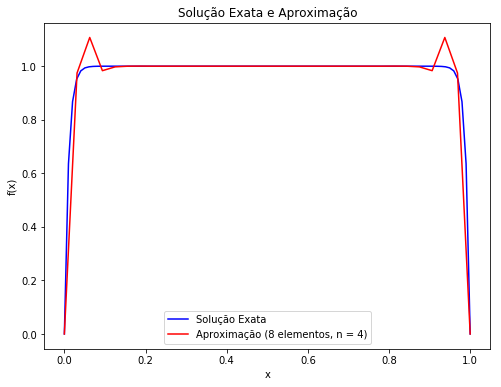 Solução Exata e Aproximação
f(x)
1.0
0.8
0.6
0.4
0.2
0.0
Solução Exata
Aproximação (8 elementos, n = 4)
0.0 0.2 0.4 0.6 0.8 1.0
x